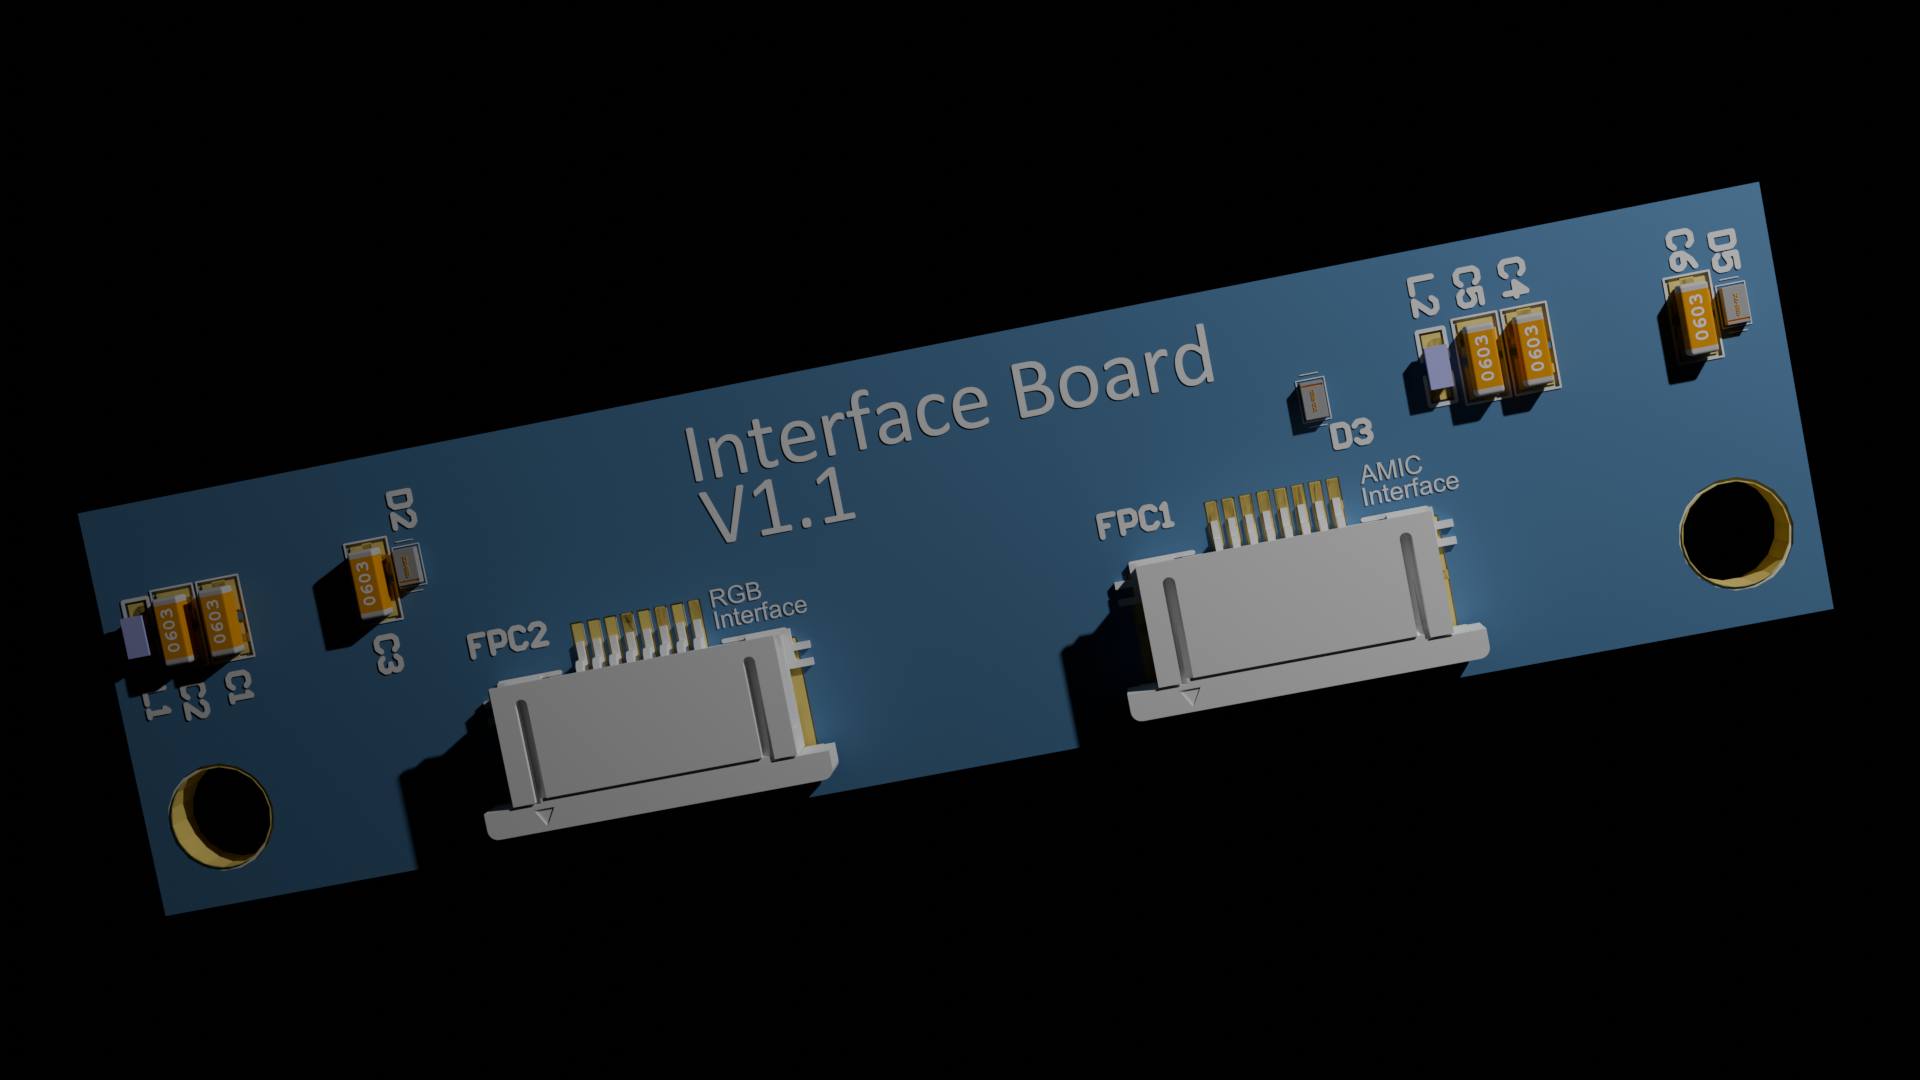 Interface Board
V1.1
L2
C5
C4
C6
D5
0603
0603
0603
D3
AMIC
Interface
FPC1
D2
0603
C3
0603
0603
L1
C2
C1
RGB
Interface
FPC2